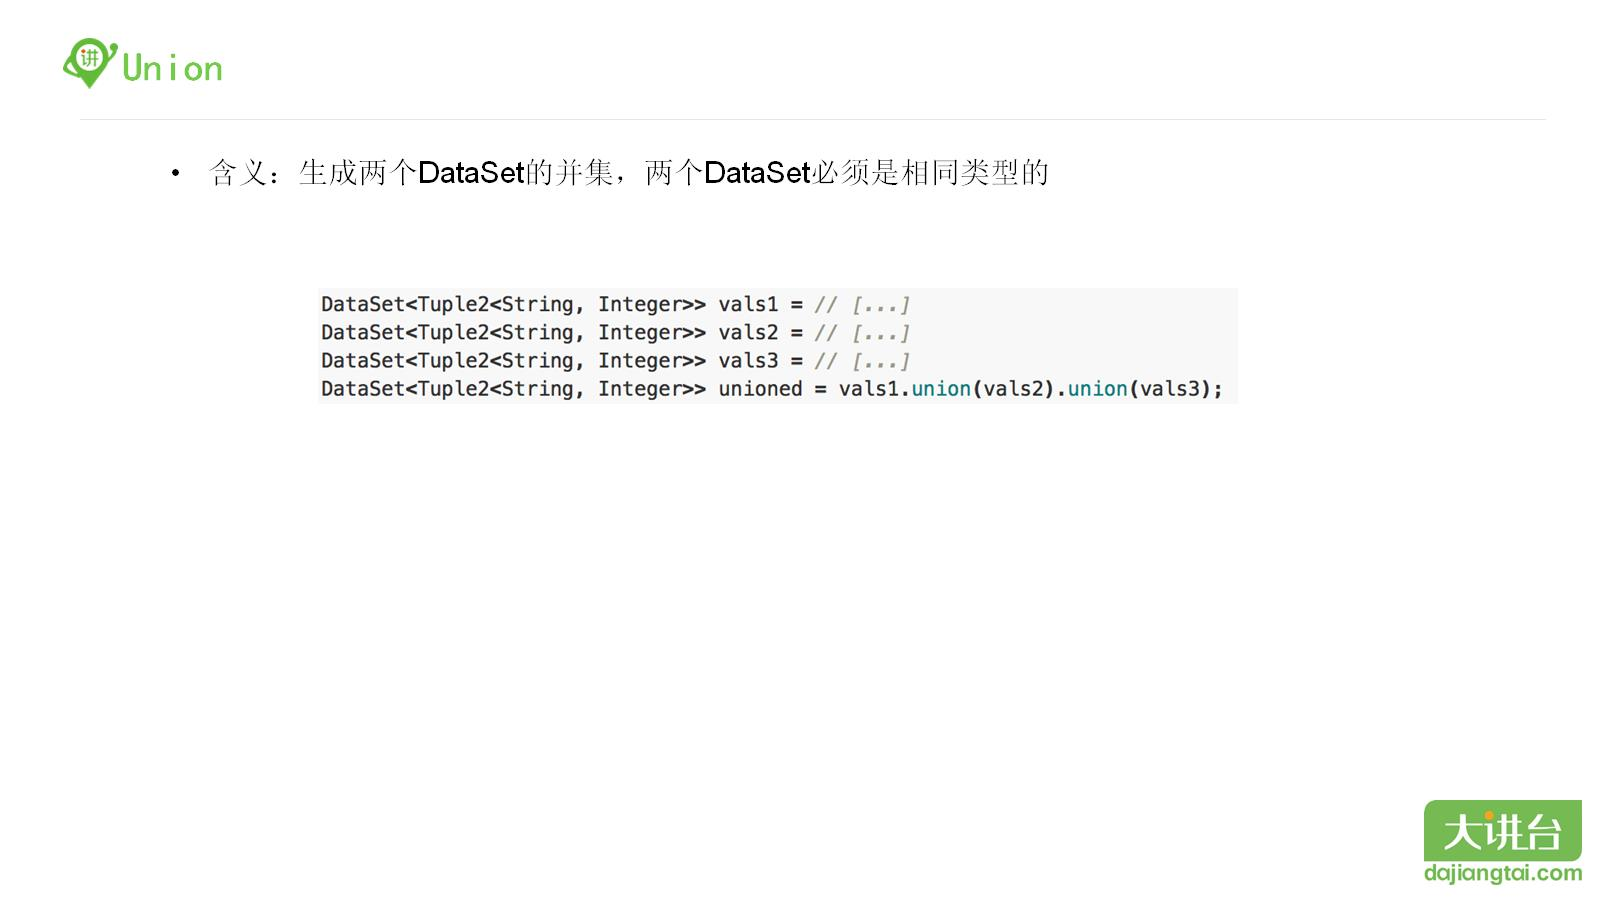 讲
Union
• 含义：生成两个DataSet的并集，两个DataSet必须是相同类型的
DataSet<Tuple2<String, Integer>> vals1 = // [...]
DataSet<Tuple2<String, Integer>> vals2 = // [...]
DataSet<Tuple2<String, Integer>> vals3 = // [...]
DataSet<Tuple2<String, Integer>> unioned = vals1.union(vals2).union(vals3);
大讲台
dajiangtai.com